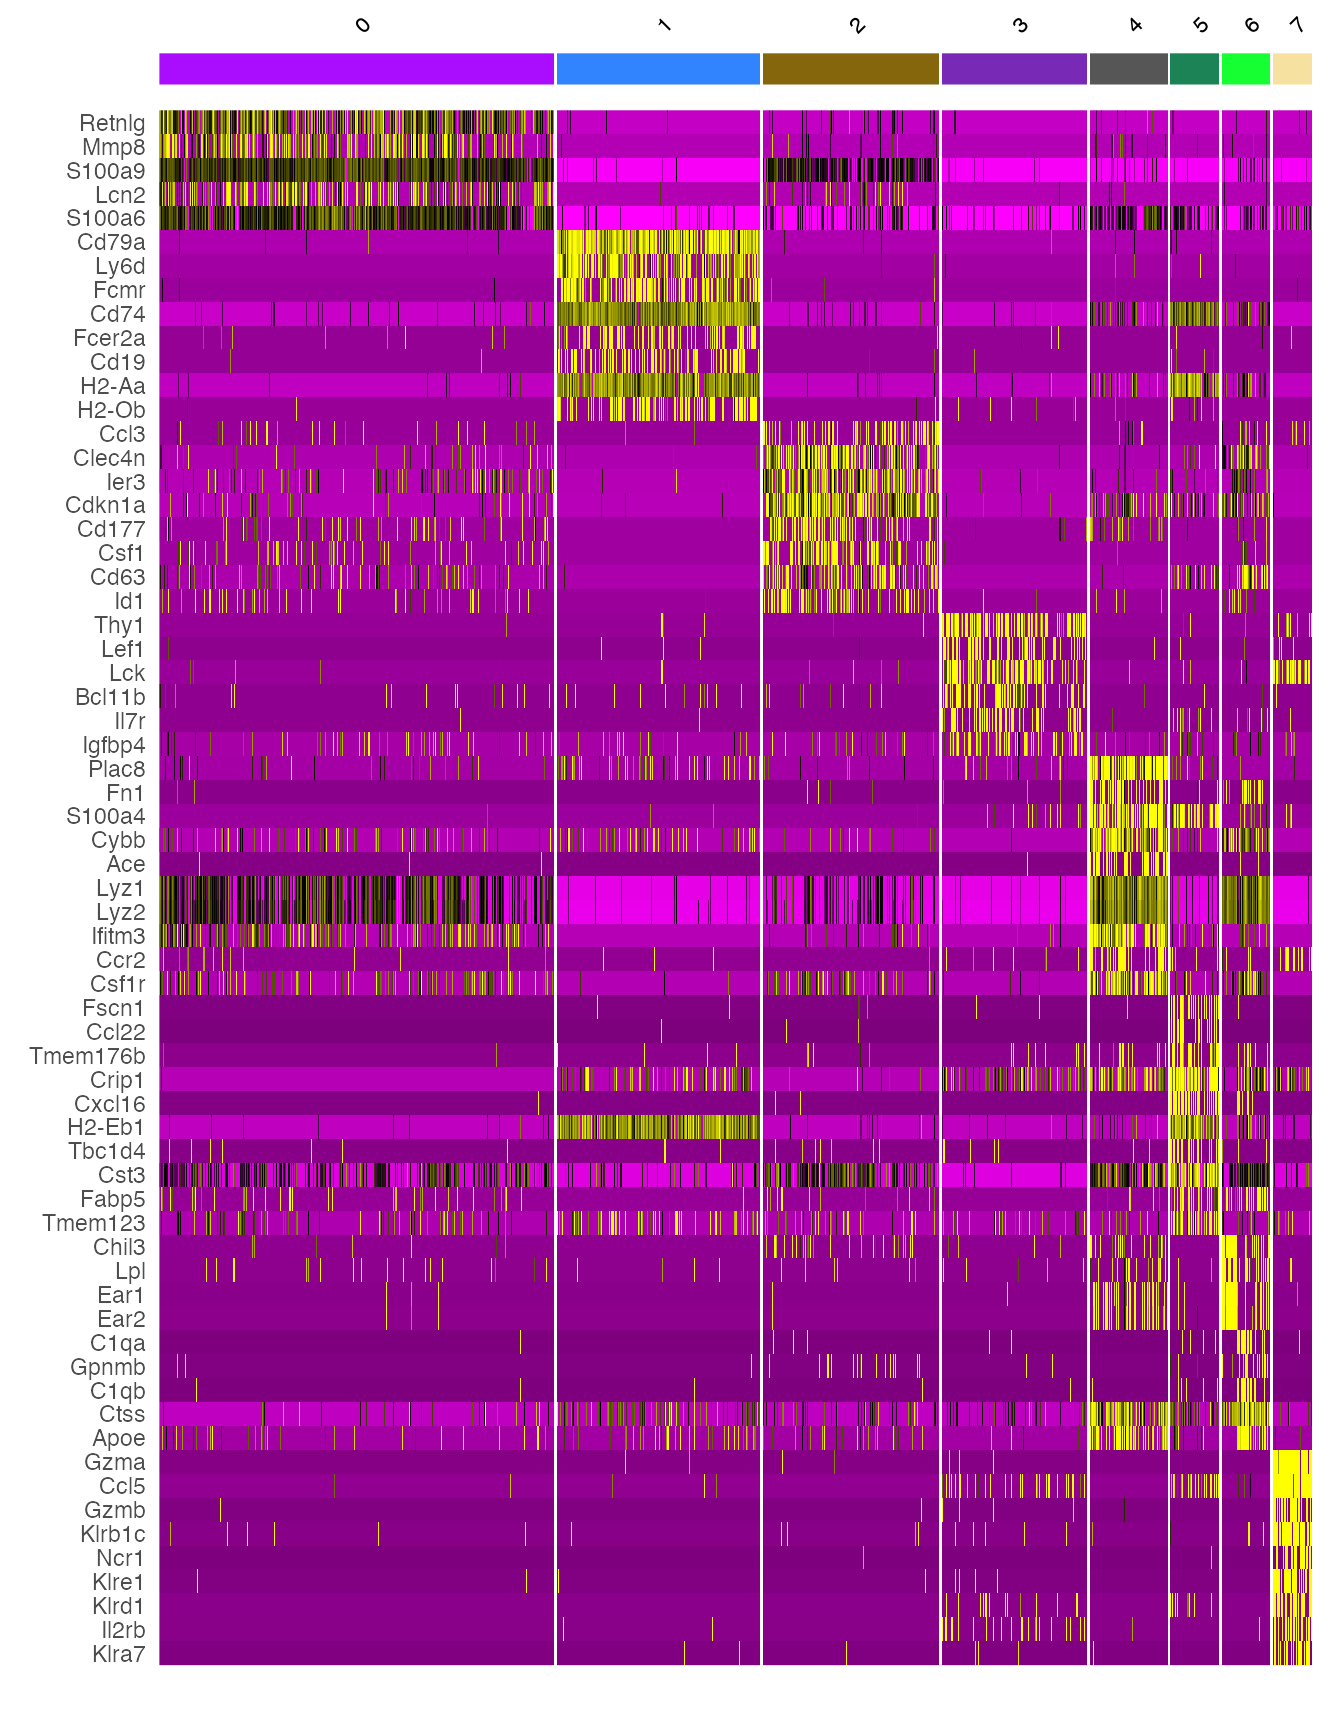 0 1 2 3 4 5 6 7
Retnlg
Mmp8
S100a9
Lcn2
S100a6
Cd79a
Ly6d
Fcmr
Cd74
Fcer2a
Cd19
H2-Aa
H2-Ob
Ccl3
Clec4n
Ier3
Cdkn1a
Cd177
Csf1
Cd63
Id1
Thy1
Lef1
Lck
Bcl11b
Il7r
Igfbp4
Plac8
Fn1
S100a4
Cybb
Ace
Lyz1
Lyz2
Ifitm3
Ccr2
Csf1r
Fscn1
Ccl22
Tmem176b
Crip1
Cxcl16
H2-Eb1
Tbc1d4
Cst3
Fabp5
Tmem123
Chil3
Lpl
Ear1
Ear2
C1qa
Gpnmb
C1qb
Ctss
Apoe
Gzma
Ccl5
Gzmb
Klrb1c
Ncr1
Klre1
Klrd1
Il2rb
Klra7